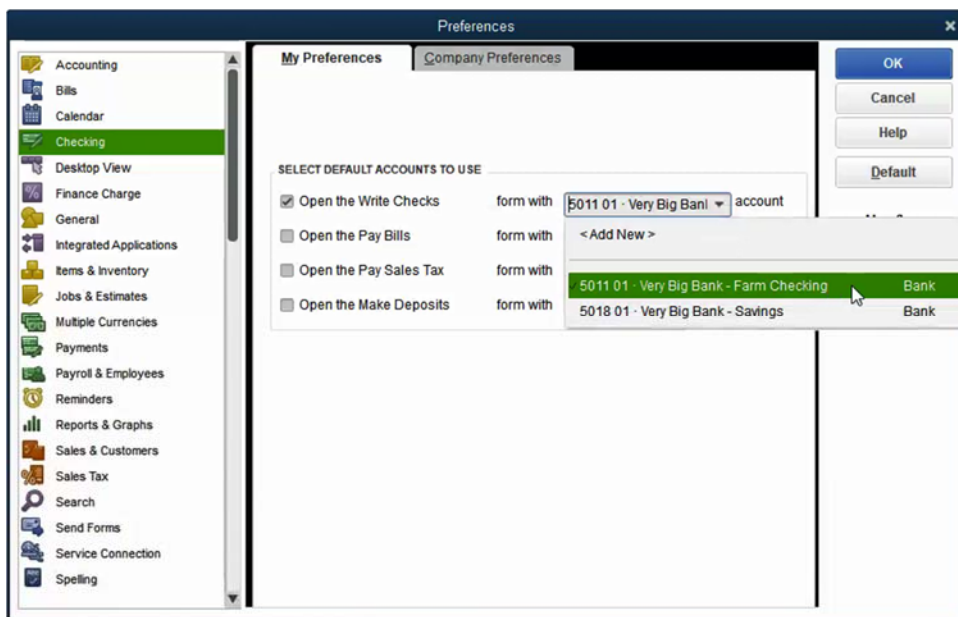 Preferences
Accounting
Bills
Calendar
Checking
Desktop View
Finance Charge
General
Integrated Applications
Items & Inventory
Jobs & Estimates
Multiple Currencies
Payments
Payroll & Employees
Reminders
Reports & Graphs
Sales & Customers
Sales Tax
Search
Send Forms
Service Connection
Spelling
My Preferences Company Preferences
SELECT DEFAULT ACCOUNTS TO USE
Open the Write Checks form with 5011 01 · Very Big Banl account
Open the Pay Bills form with
Open the Pay Sales Tax form with
Open the Make Deposits form with
< Add New >
5011 01 · Very Big Bank - Farm Checking Bank
5018 01 · Very Big Bank - Savings Bank
OK
Cancel
Help
Default